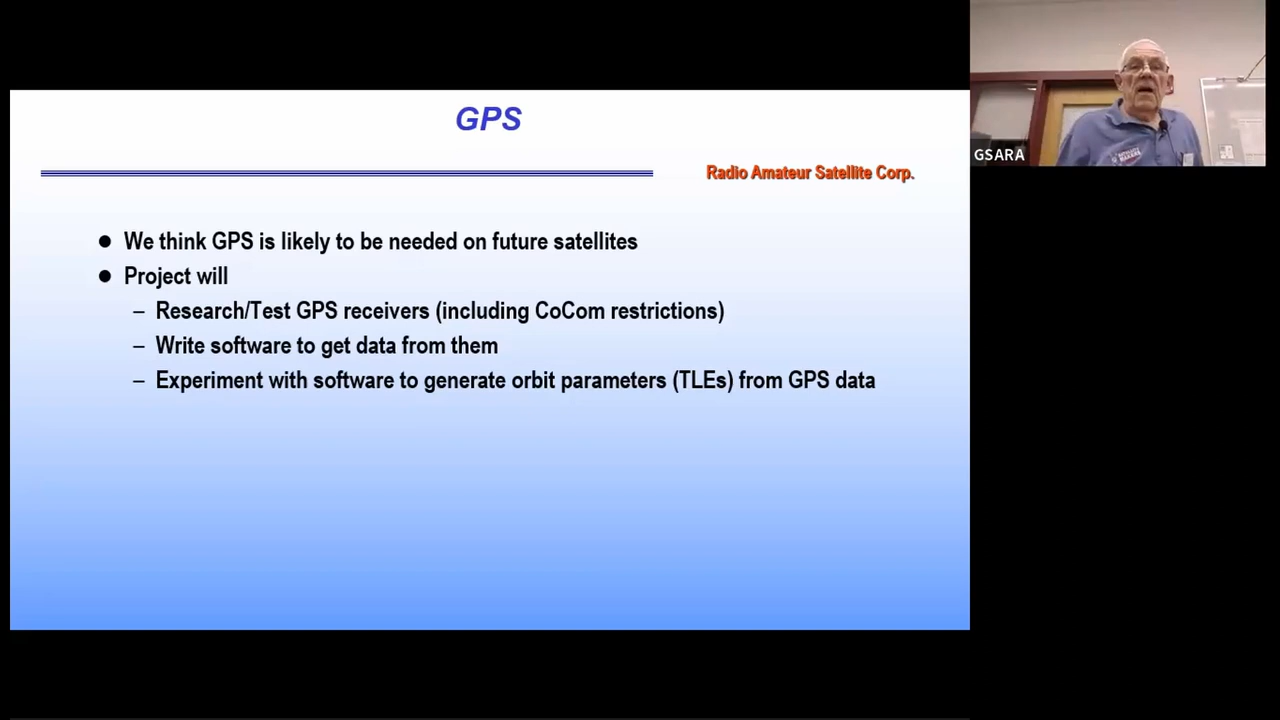 GPS
Radio Amateur Satellite Corp.
● We think GPS is likely to be needed on future satellites
● Project will
– Research/Test GPS receivers (including CoCom restrictions)
– Write software to get data from them
– Experiment with software to generate orbit parameters (TLEs) from GPS data
GSARA